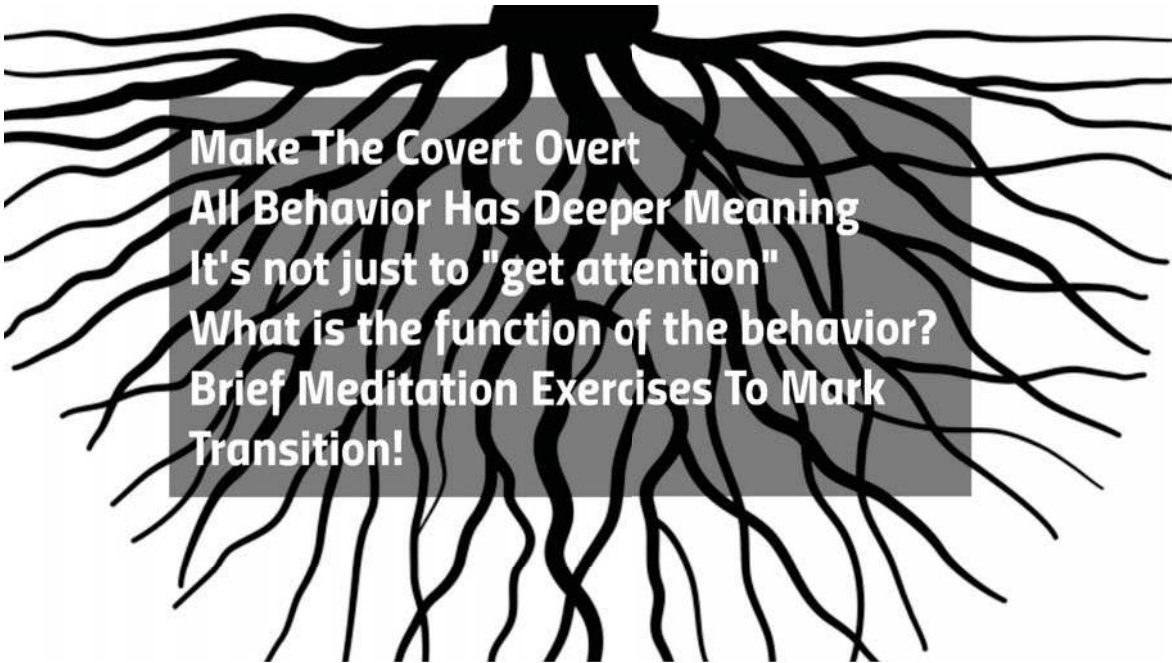 Make The Covert Overt
All Behavior Has Deeper Meaning
It's not just to "get attention"
What is the function of the behavior?
Brief Meditation Exercises To Mark
Transition!